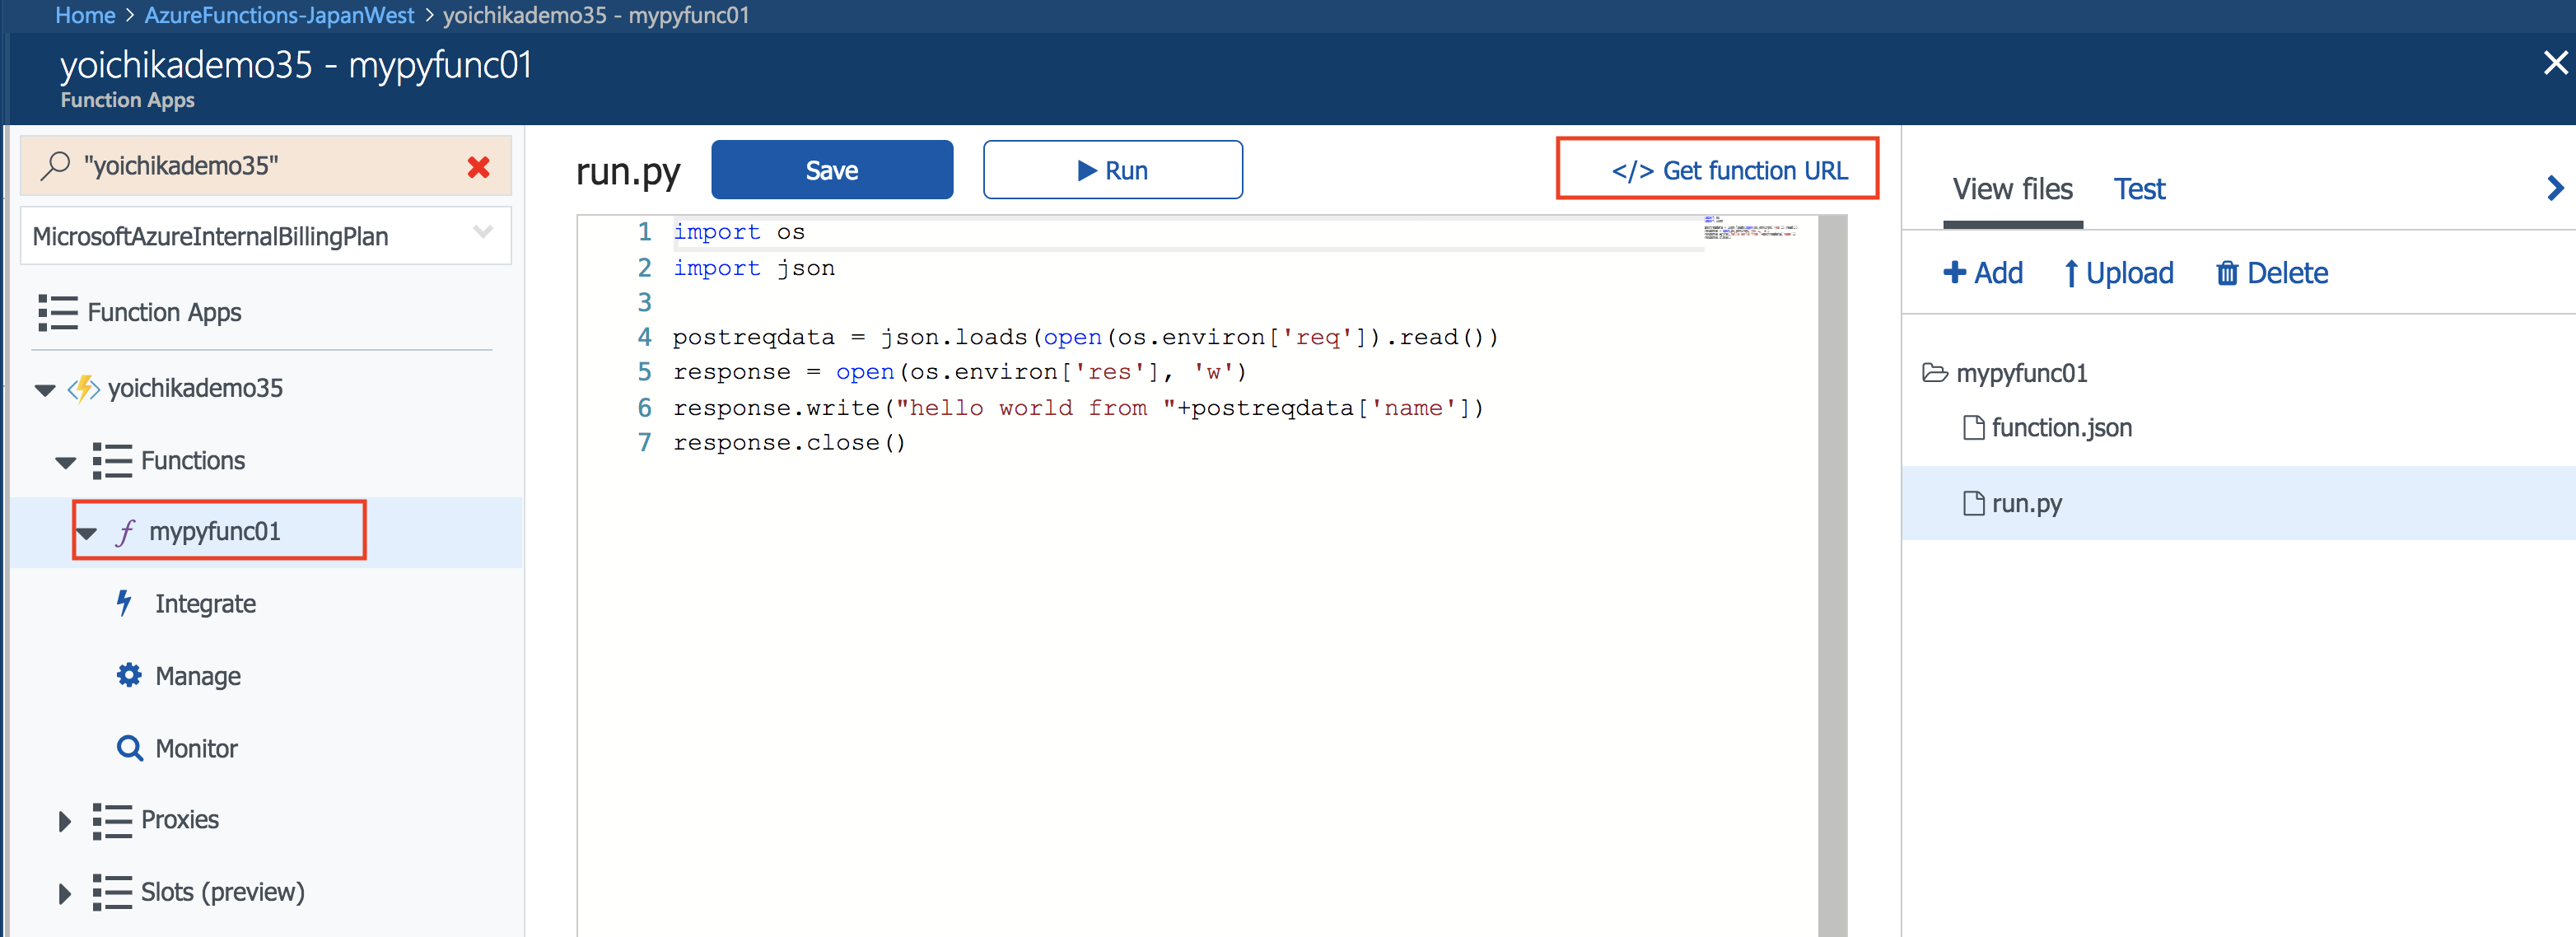 Home > AzureFunctions-JapanWest > yoichikademo35 - mypyfunc01
yoichikademo35 - mypyfunc01
Function Apps
"yoichikademo35"
MicrosoftAzureInternalBillingPlan
Function Apps
yoichikademo35
Functions
mypyfunc01
Integrate
Manage
Monitor
Proxies
Slots (preview)
run.py
Save
Run
</> Get function URL
1 import os
2 import json
3
4 postreqdata = json.loads(open(os.environ['req']).read())
5 response = open(os.environ['res'], 'w')
6 response.write("hello world from "+postreqdata['name'])
7 response.close()
View files
Test
Add
Upload
Delete
mypyfunc01
function.json
run.py